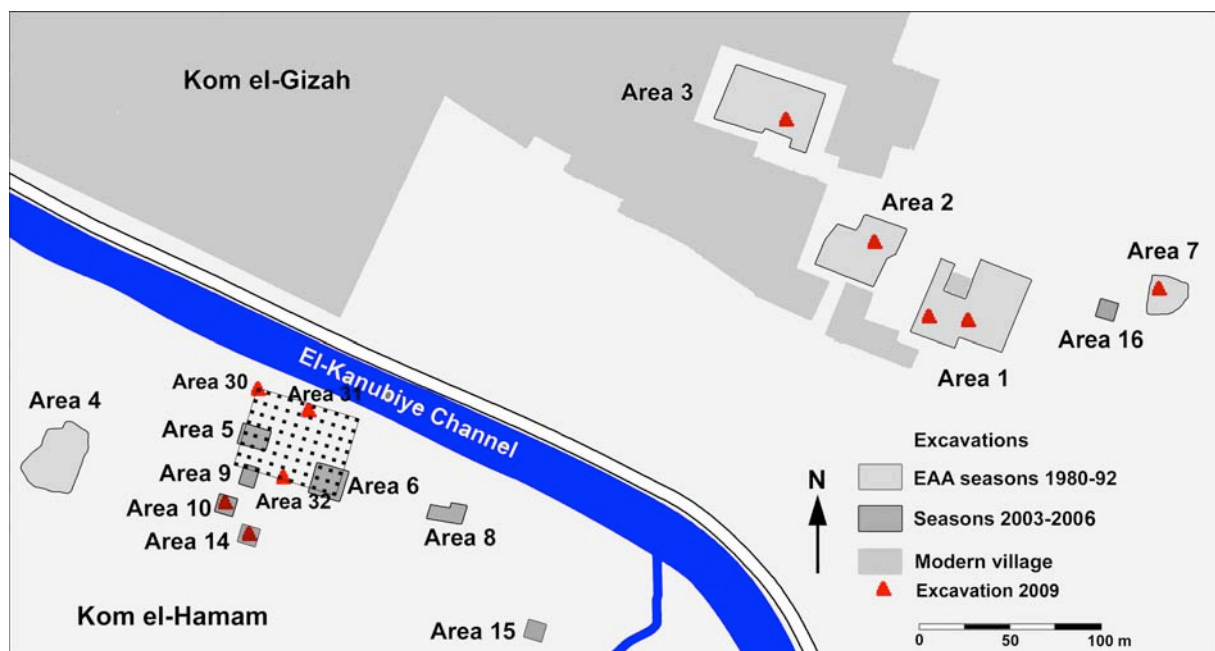 Kom el-Gizah
Area 3
Area 2
Area 7
Area 16
Area 1
El-Kanubiye Channel
Area 30
Area 31
Area 4
Area 5
Area 9
Area 6
Area 32
Area 10
Area 8
Area 14
Kom el-Hamam
Area 15
N
Excavations
EAA seasons 1980-92
Seasons 2003-2006
Modern village
Excavation 2009
0 50 100 m